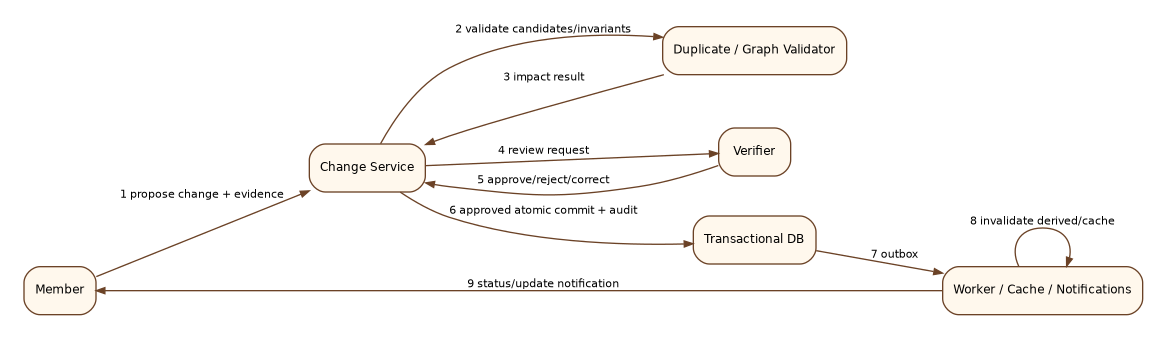 2 validate candidates/invariants
Duplicate / Graph Validator
3 impact result
Change Service
4 review request
Verifier
5 approve/reject/correct
1 propose change + evidence
6 approved atomic commit + audit
Transactional DB
7 outbox
8 invalidate derived/cache
Member
9 status/update notification
Worker / Cache / Notifications